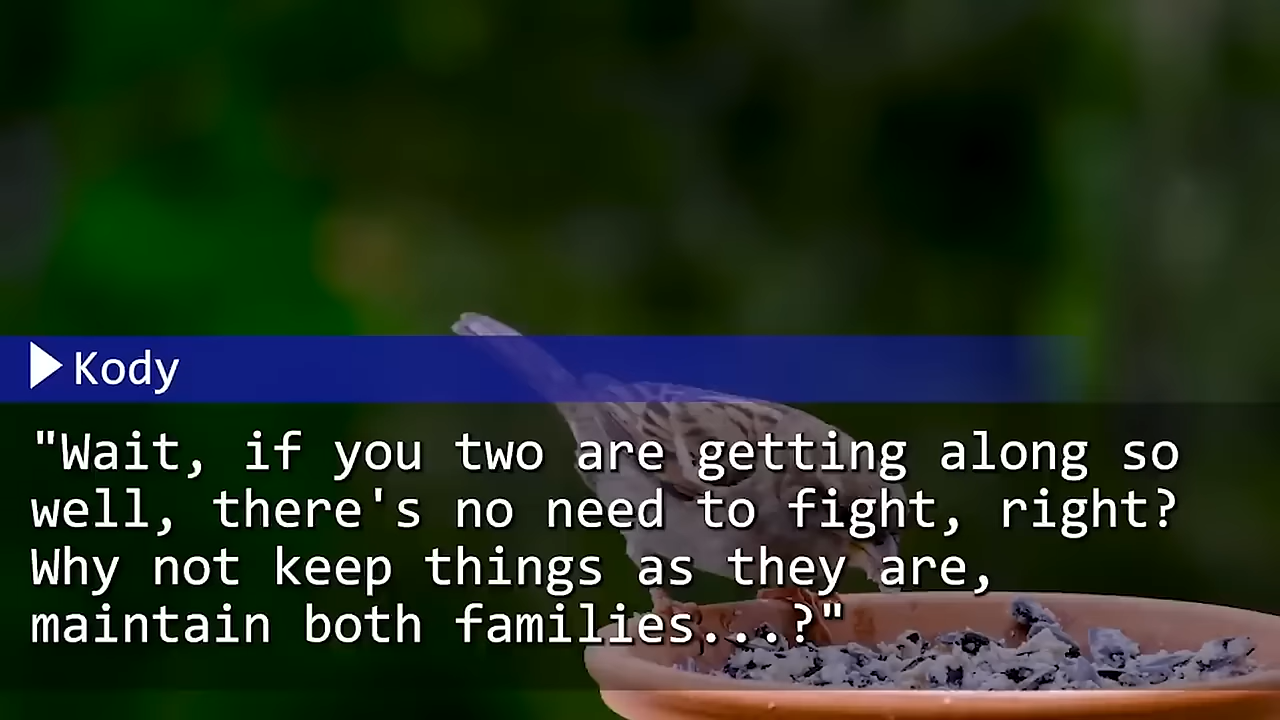 Kody
"Wait, if you two are getting along so
well, there's no need to fight, right?
Why not keep things as they are,
maintain both families...?"